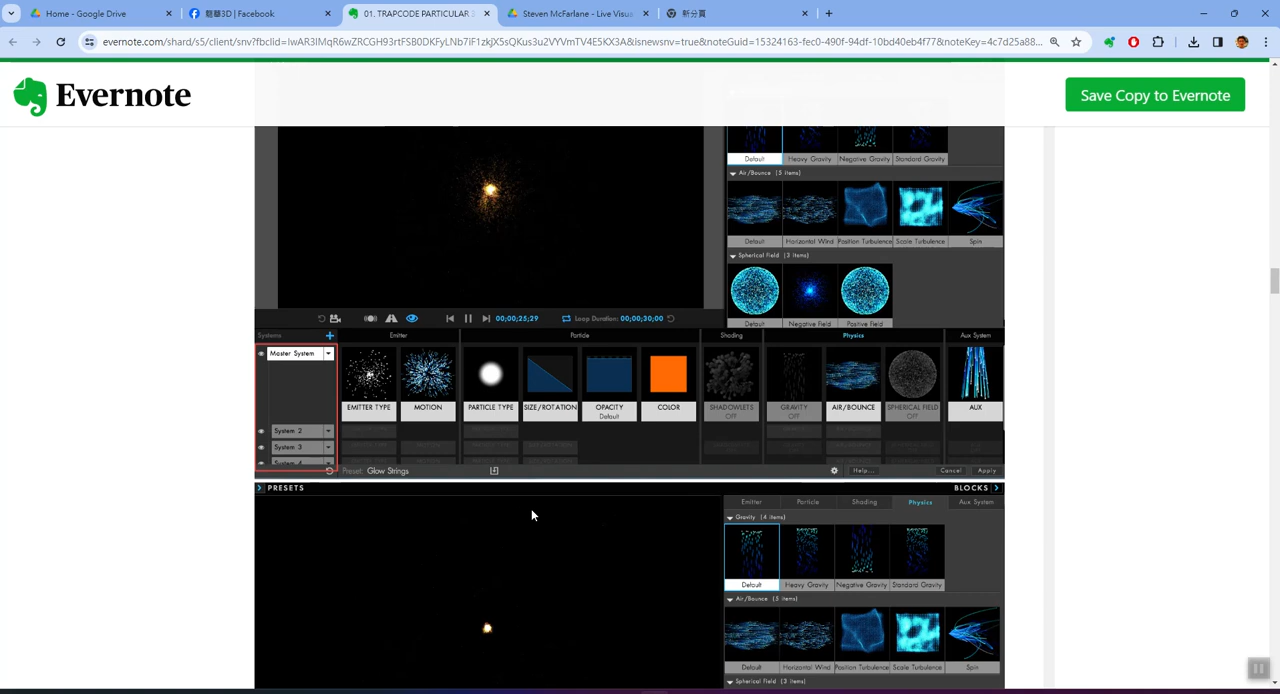 Home - Google Drive
魅華3D | Facebook
01. TRAPCODE PARTICULAR
Steven McFarlane - Live Visua
新分頁
evernote.com/shard/s5/client/snv?fbclid=IwAR3IMqR6wZRCGH93rtFSB0DKFyLNb7iF1zkjX5sQKus3u2VYVmTV4E5KX3A&isnewsnv=true&noteGuid=15324163-fec0-490f-94df-10bd40eb4f77&noteKey=4c7d25a88...
Evernote
Save Copy to Evernote
Default Heavy Gravity Negative Gravity Standard Gravity
Air/Bounce (5 items)
Default Horizontal Wind Position Turbulence Scale Turbulence Spin
Spherical Field (3 items)
Default Negative Field Positive Field
00;00;25;29 Loop Duration: 00;00;30;00
Systems Emitter Particle Shading Physics Aux System
Master System
EMITTER TYPE MOTION PARTICLE TYPE SIZE/ROTATION OPACITY COLOR SHADOWLETS GRAVITY AIR/BOUNCE SPHERICAL FIELD AUX
Default OFF OFF OFF
System 2
System 3
System 4
Preset: Glow Strings Help... Cancel Apply
PRESETS BLOCKS
Emitter Particle Shading Physics Aux System
Gravity (4 items)
Default Heavy Gravity Negative Gravity Standard Gravity
Air/Bounce (5 items)
Default Horizontal Wind Position Turbulence Scale Turbulence Spin
Spherical Field (3 items)